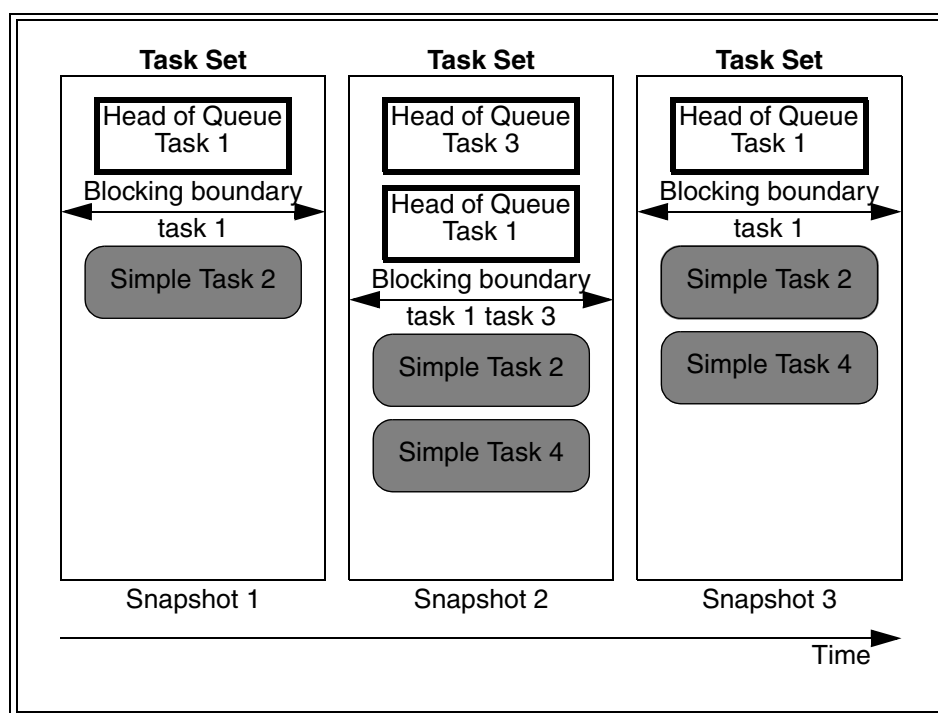 Task Set
Head of Queue
Task 1
Blocking boundary
task 1
Simple Task 2
Snapshot 1
Task Set
Head of Queue
Task 3
Head of Queue
Task 1
Blocking boundary
task 1 task 3
Simple Task 2
Simple Task 4
Snapshot 2
Task Set
Head of Queue
Task 1
Blocking boundary
task 1
Simple Task 2
Simple Task 4
Snapshot 3
Time